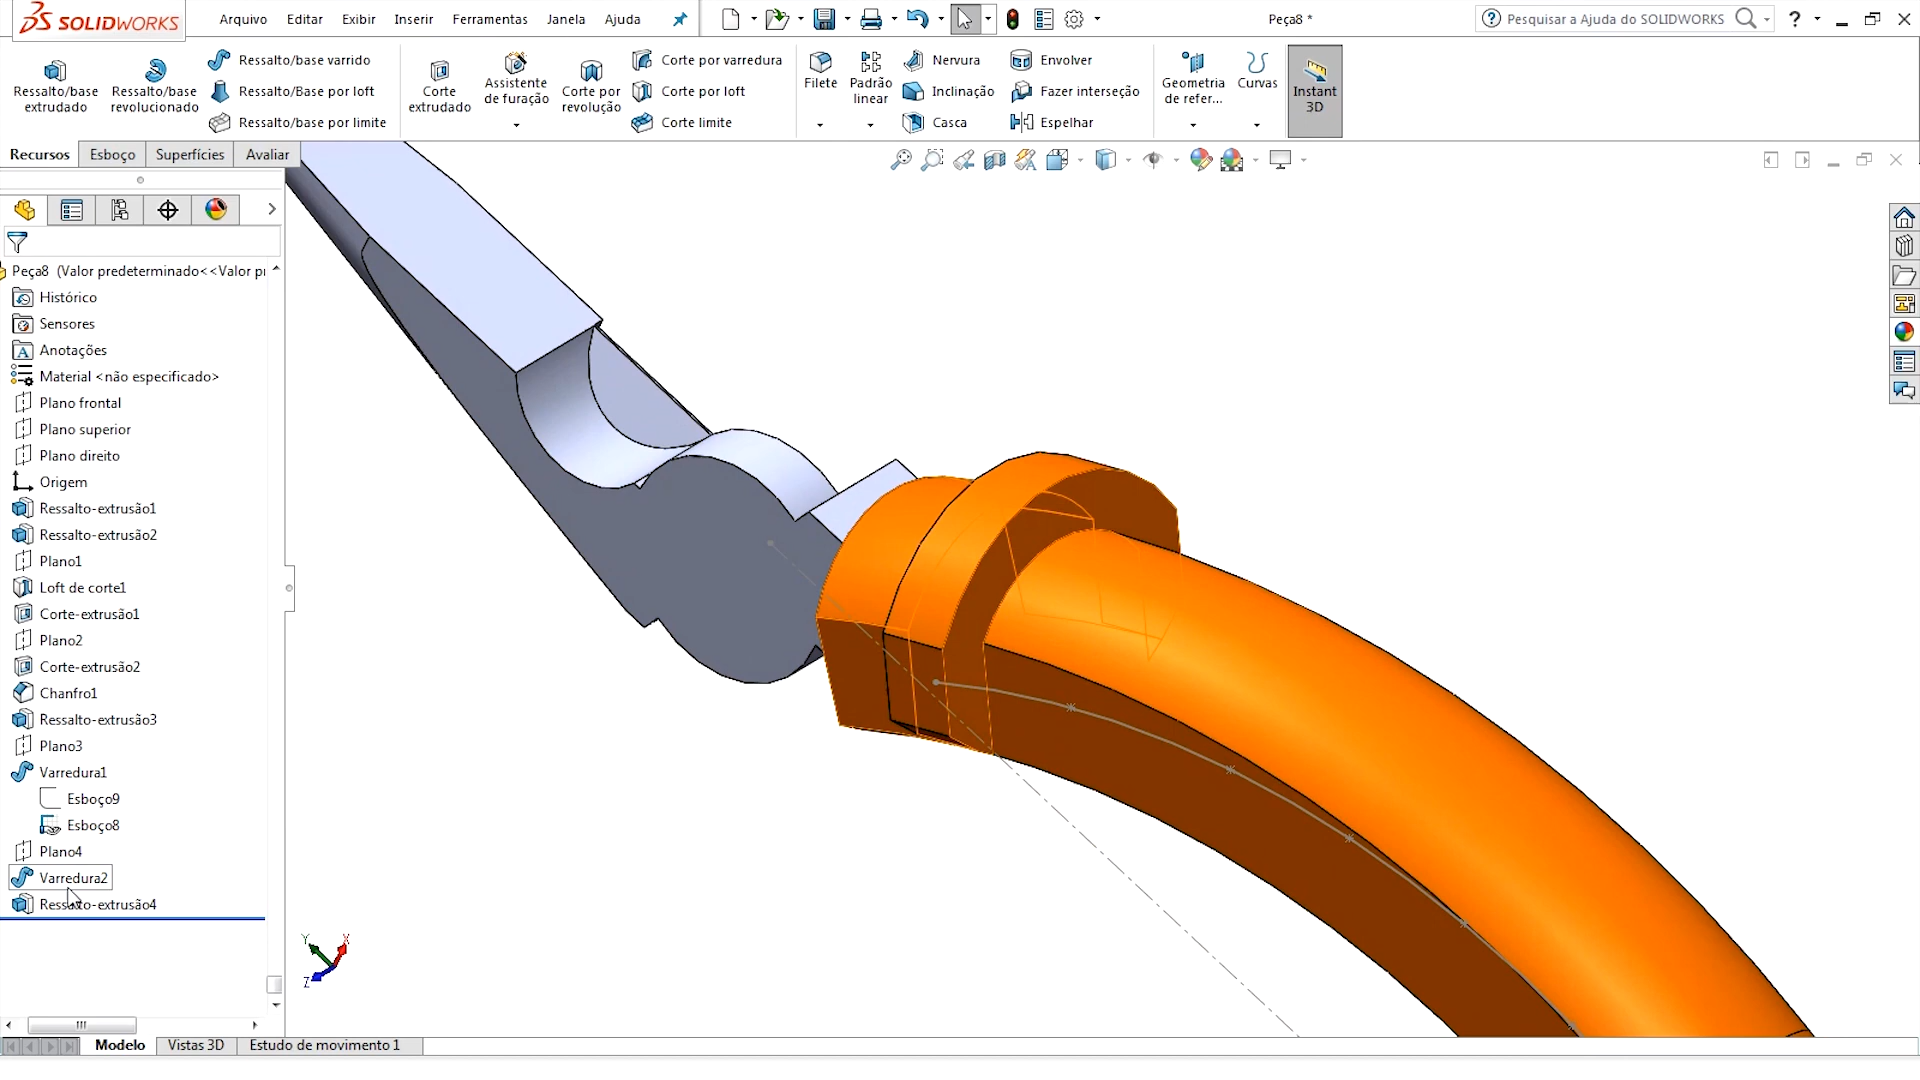 SOLIDWORKS
Arquivo Editar Exibir Inserir Ferramentas Janela Ajuda
Peça8 *
Pesquisar a Ajuda do SOLIDWORKS
?
Ressalto/base extrudado
Ressalto/base revolucionado
Ressalto/base varrido
Ressalto/Base por loft
Ressalto/base por limite
Corte extrudado
Assistente de furação
Corte por revolução
Corte por varredura
Corte por loft
Corte limite
Filete
Padrão linear
Nervura
Inclinação
Casca
Envolver
Fazer interseção
Espelhar
Geometria de refer...
Curvas
Instant 3D
Recursos Esboço Superfícies Avaliar
Peça8 (Valor predeterminado<<Valor pr
Histórico
Sensores
Anotações
Material <não especificado>
Plano frontal
Plano superior
Plano direito
Origem
Ressalto-extrusão1
Ressalto-extrusão2
Plano1
Loft de corte1
Corte-extrusão1
Plano2
Corte-extrusão2
Chanfro1
Ressalto-extrusão3
Plano3
Varredura1
Esboço9
Esboço8
Plano4
Varredura2
Ressalto-extrusão4
Y X
Z
Modelo Vistas 3D Estudo de movimento 1